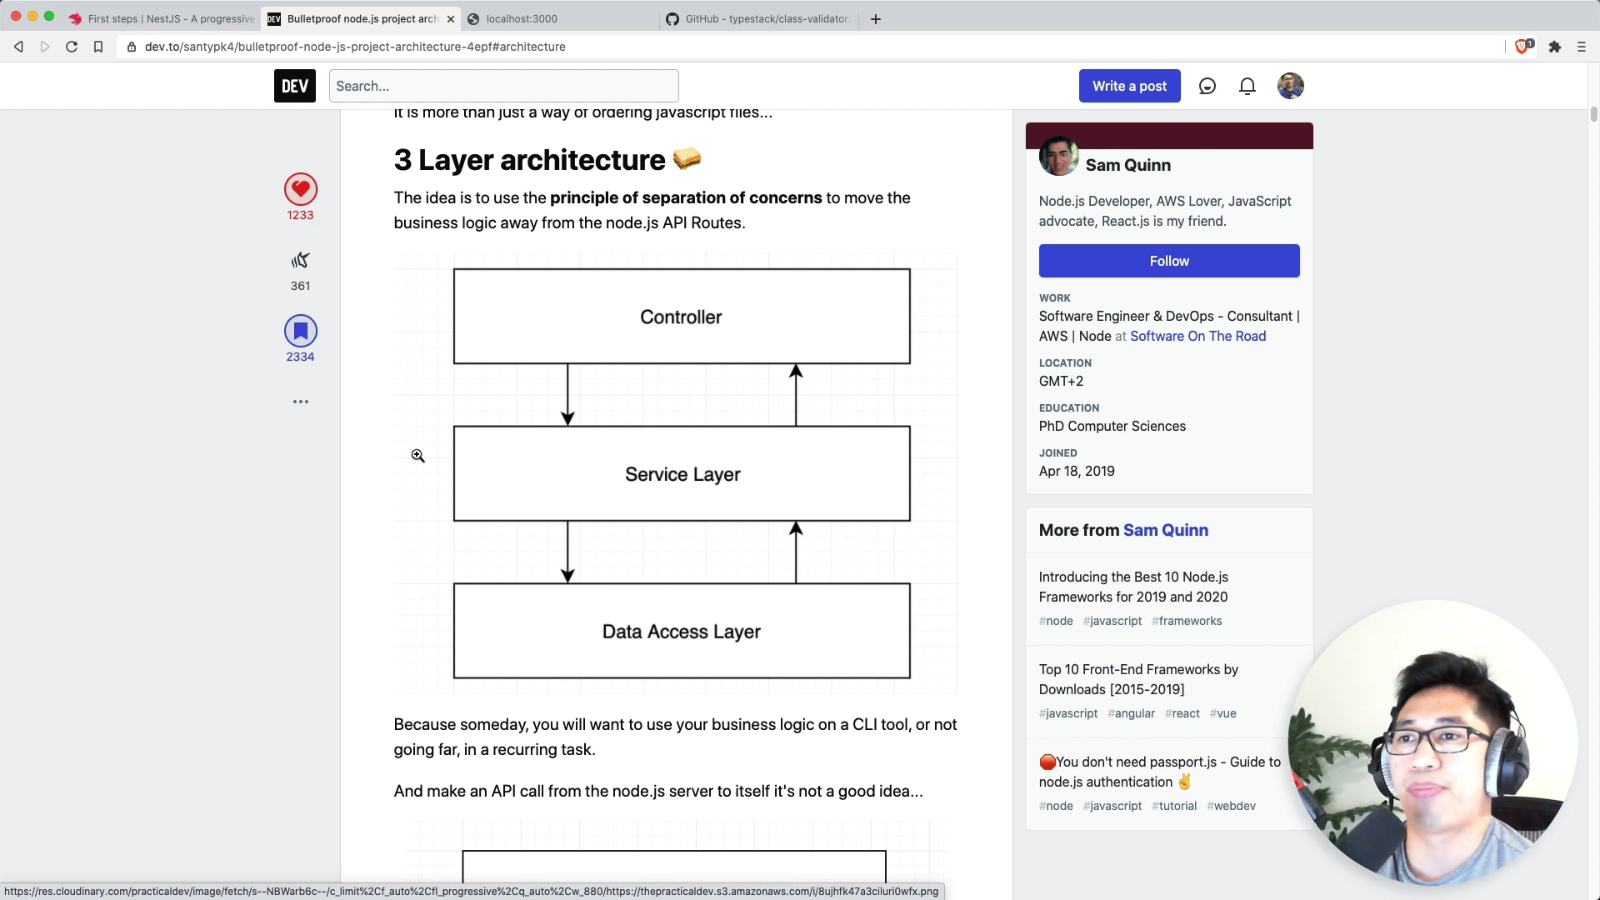 First steps | NestJS - A progressive
Bulletproof node.js project arch
localhost:3000
GitHub - typestack/class-validator:
dev.to/santypk4/bulletproof-node-js-project-architecture-4epf#architecture
1
DEV
Search...
Write a post
It is more than just a way of ordering javascript files...
3 Layer architecture
The idea is to use the principle of separation of concerns to move the
business logic away from the node.js API Routes.
1233
361
2334
Controller
Service Layer
Data Access Layer
Because someday, you will want to use your business logic on a CLI tool, or not
going far, in a recurring task.
And make an API call from the node.js server to itself it's not a good idea...
Sam Quinn
Node.js Developer, AWS Lover, JavaScript
advocate, React.js is my friend.
Follow
WORK
Software Engineer & DevOps - Consultant |
AWS | Node at Software On The Road
LOCATION
GMT+2
EDUCATION
PhD Computer Sciences
JOINED
Apr 18, 2019
More from Sam Quinn
Introducing the Best 10 Node.js
Frameworks for 2019 and 2020
#node #javascript #frameworks
Top 10 Front-End Frameworks by
Downloads [2015-2019]
#javascript #angular #react #vue
You don't need passport.js - Guide to
node.js authentication
#node #javascript #tutorial #webdev
https://res.cloudinary.com/practicaldev/image/fetch/s--NBWarb6c--/c_limit%2Cf_auto%2Cfl_progressive%2Cq_auto%2Cw_880/https://thepracticaldev.s3.amazonaws.com/i/8ujhfk47a3ciluri0wfx.png